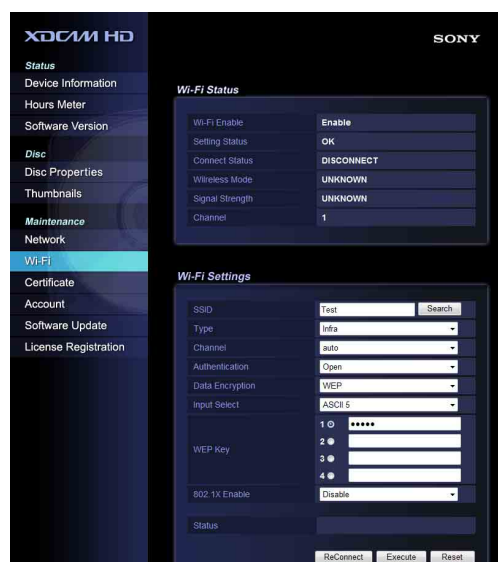 XDCAM HD
SONY
Status
Device Information
Hours Meter
Software Version
Disc
Disc Properties
Thumbnails
Maintenance
Network
Wi-Fi
Certificate
Account
Software Update
License Registration
Wi-Fi Status
Wi-Fi Enable Enable
Setting Status OK
Connect Status DISCONNECT
Wilreless Mode UNKNOWN
Signal Strength UNKNOWN
Channel 1
Wi-Fi Settings
SSID Test Search
Type Infra
Channel auto
Authentication Open
Data Encryption WEP
Input Select ASCII 5
WEP Key
1 •••••
2
3
4
802.1X Enable Disable
Status
ReConnect Execute Reset